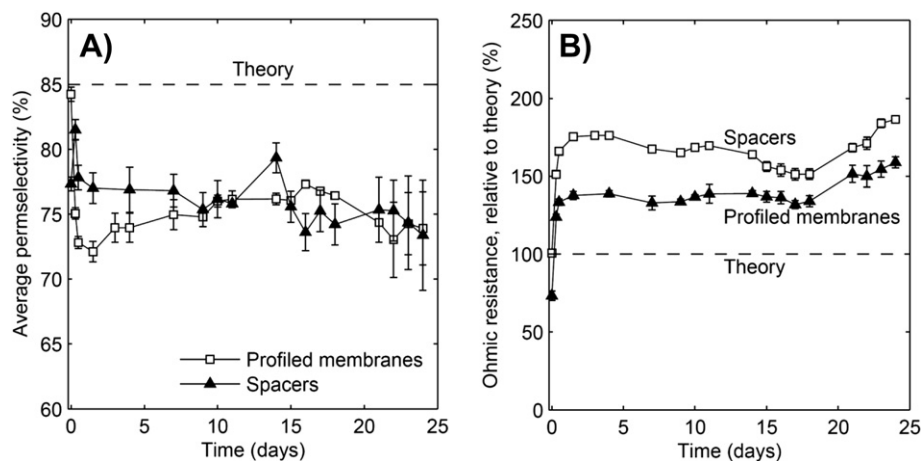 A)
Theory
Average permselectivity (%)
90
85
80
75
70
65
60
Profiled membranes
Spacers
0 5 10 15 20 25
Time (days)
B)
Ohmic resistance, relative to theory (%)
250
200
150
100
50
0
Spacers
Profiled membranes
Theory
0 5 10 15 20 25
Time (days)